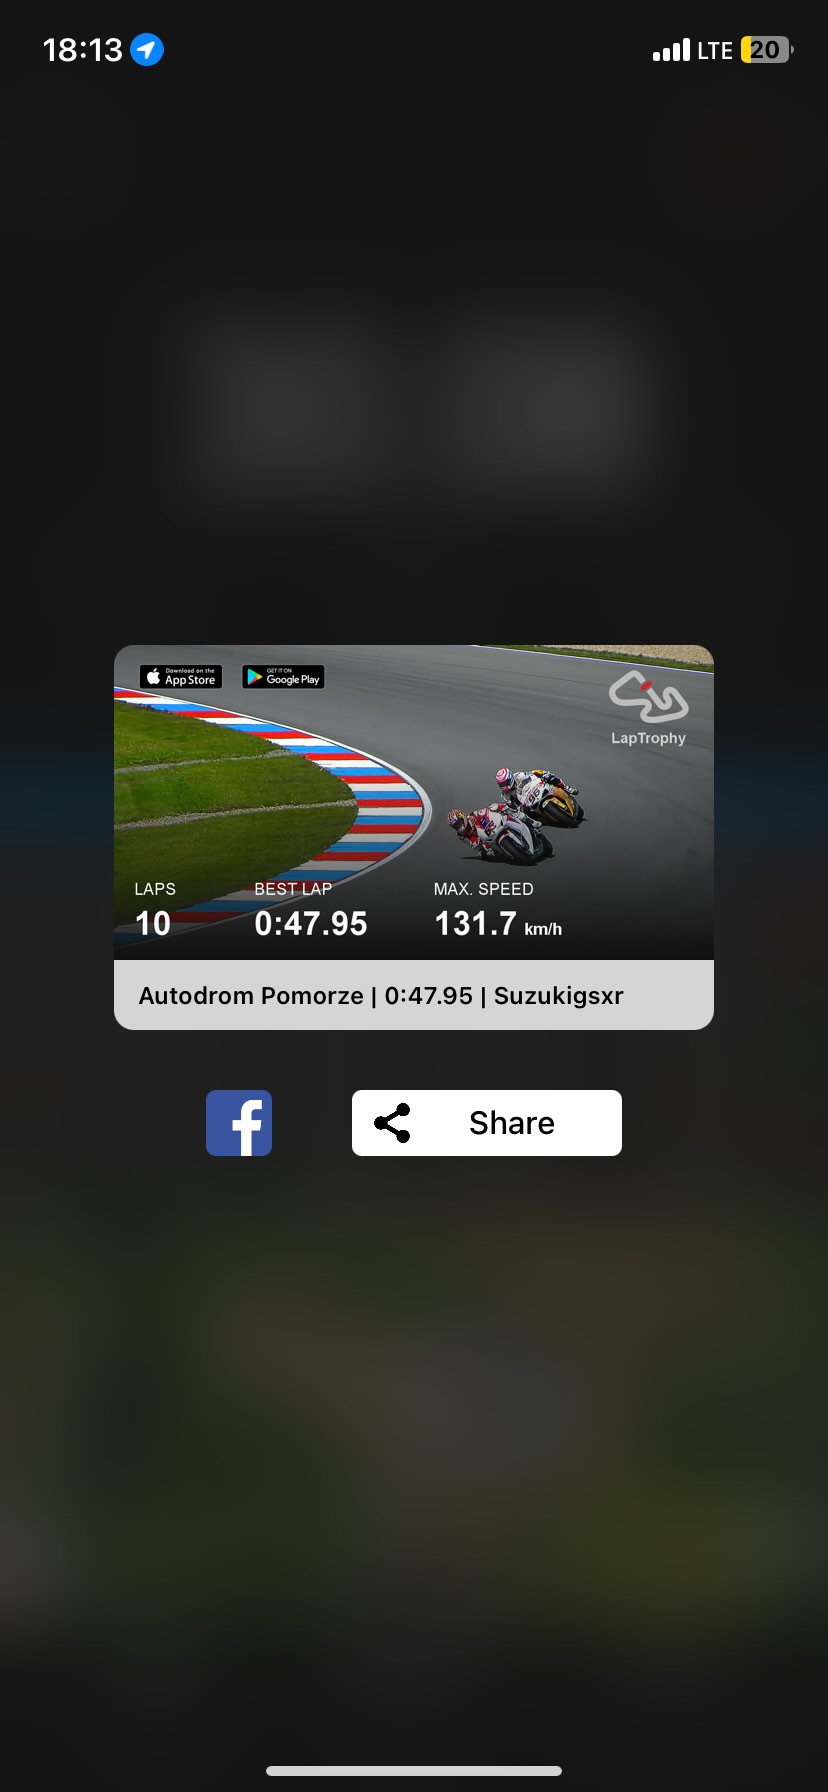 18:13 LTE 20
Download on the
App Store
GET IT ON
Google Play
LapTrophy
LAPS BEST LAP MAX. SPEED
10 0:47.95 131.7 km/h
Autodrom Pomorze | 0:47.95 | Suzukigsxr
Share